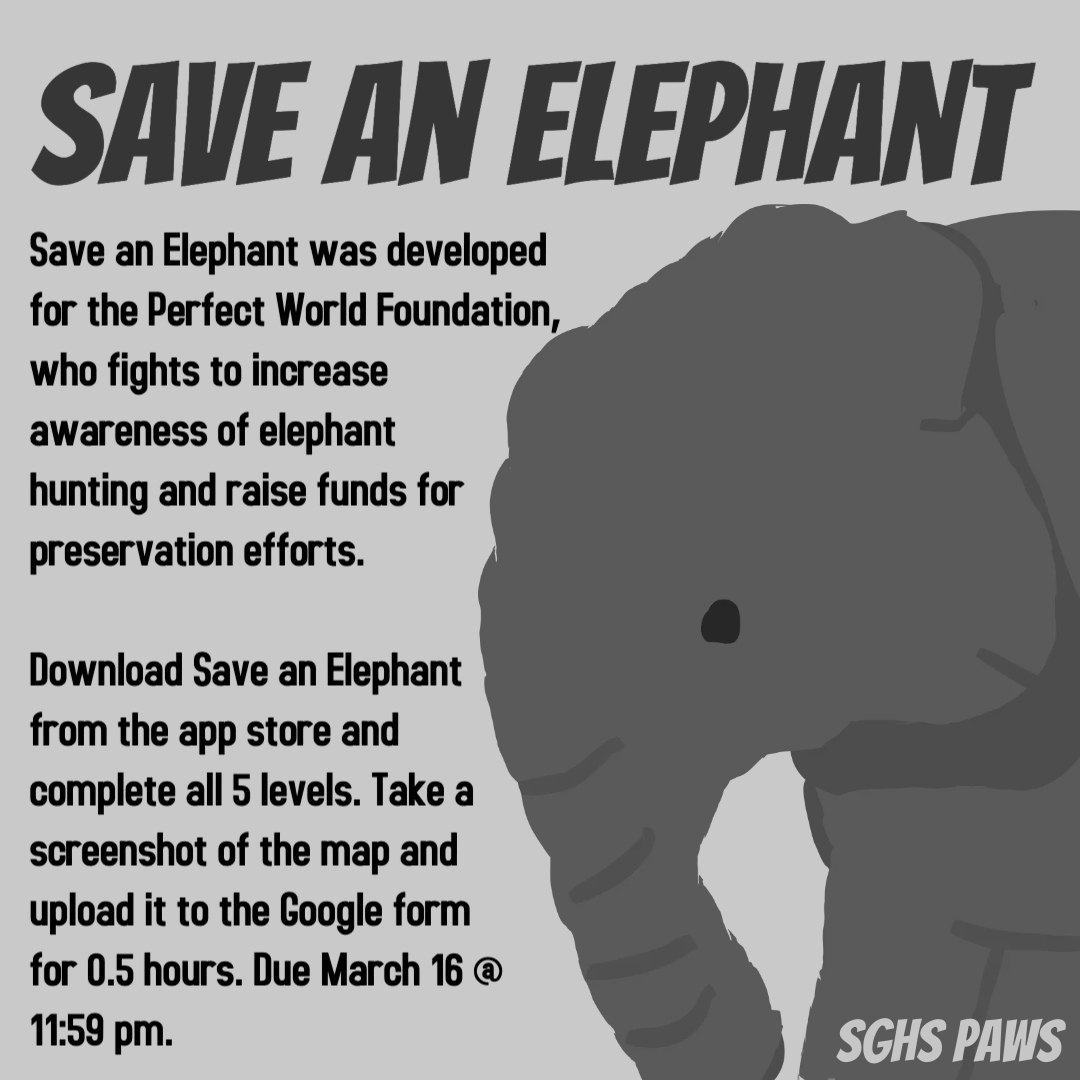 SAVE AN ELEPHANT
Save an Elephant was developed
for the Perfect World Foundation,
who fights to increase
awareness of elephant
hunting and raise funds for
preservation efforts.
Download Save an Elephant
from the app store and
complete all 5 levels. Take a
screenshot of the map and
upload it to the Google form
for 0.5 hours. Due March 16 @
11:59 pm.
SGHS PAWS